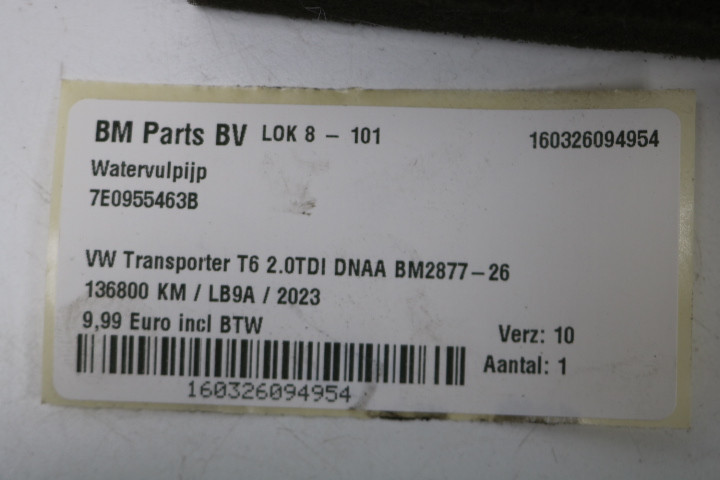 BM Parts BV LOK 8 - 101 160326094954
Watervulpijp
7E0955463B
VW Transporter T6 2.0TDI DNAA BM2877-26
136800 KM / LB9A / 2023
9,99 Euro incl BTW
Verz: 10
Aantal: 1
160326094954